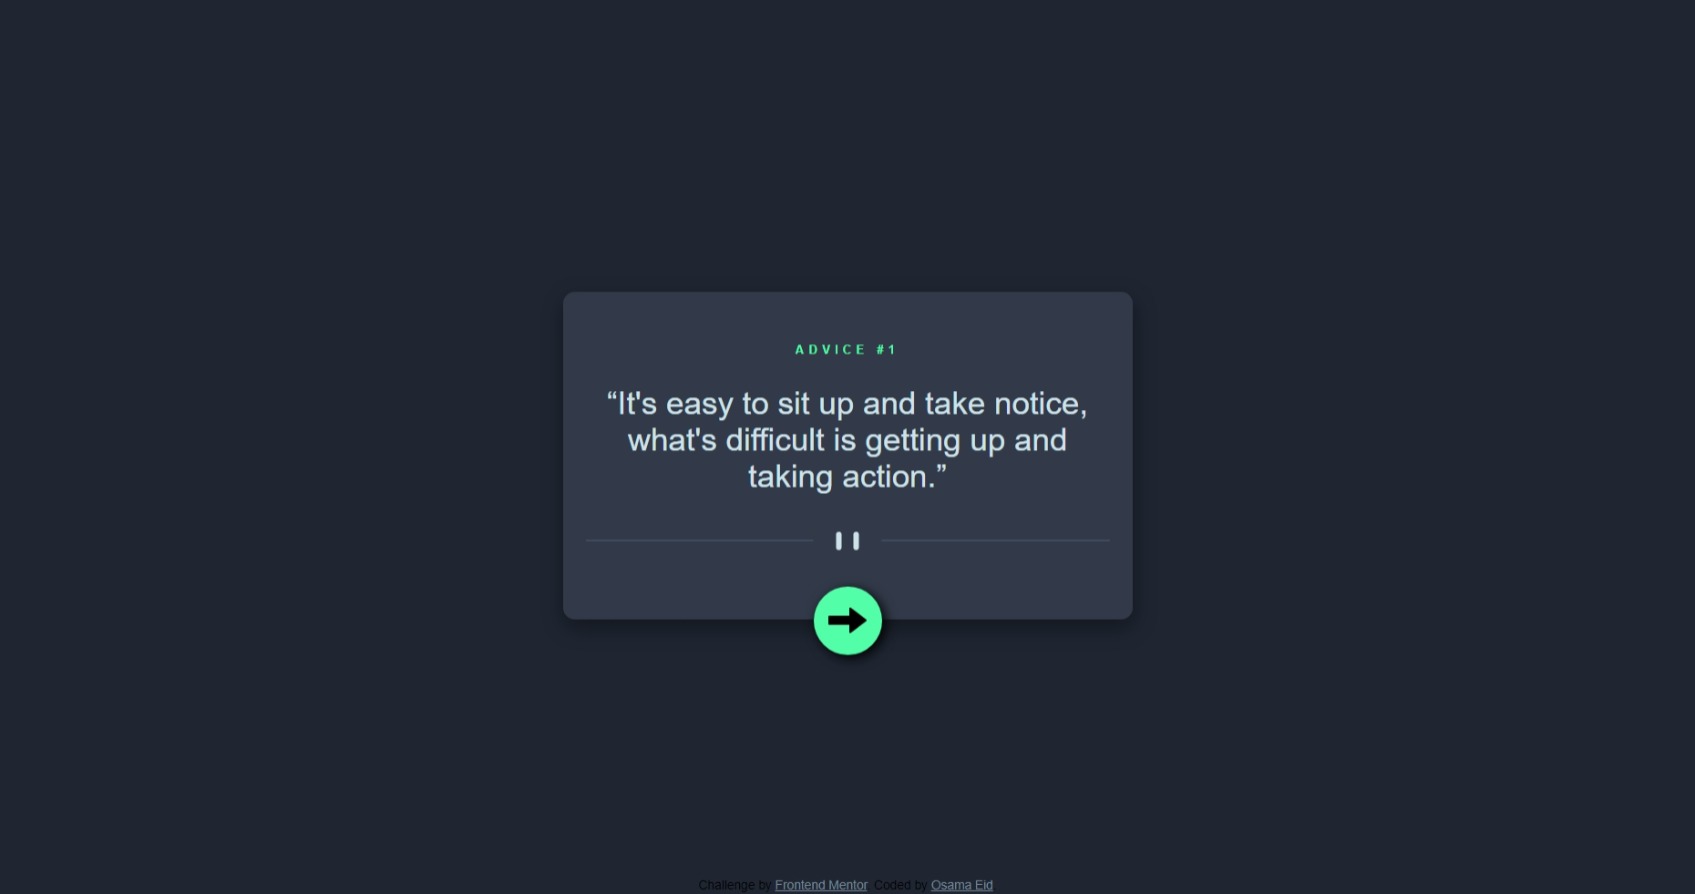 ADVICE #1
“It's easy to sit up and take notice,
what's difficult is getting up and
taking action.”
Challenge by Frontend Mentor. Coded by Osama Eid.